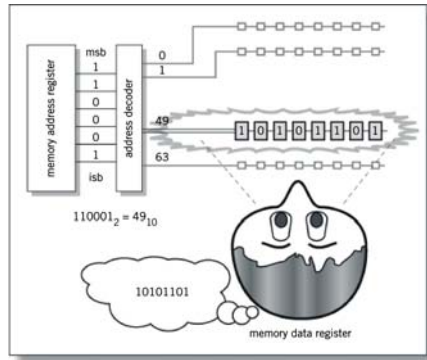 msb
1
1
0
0
0
1
isb
memory address register
address decoder
0
1
49
63
1 0 1 0 1 1 0 1
110001₂ = 49₁₀
10101101
memory data register